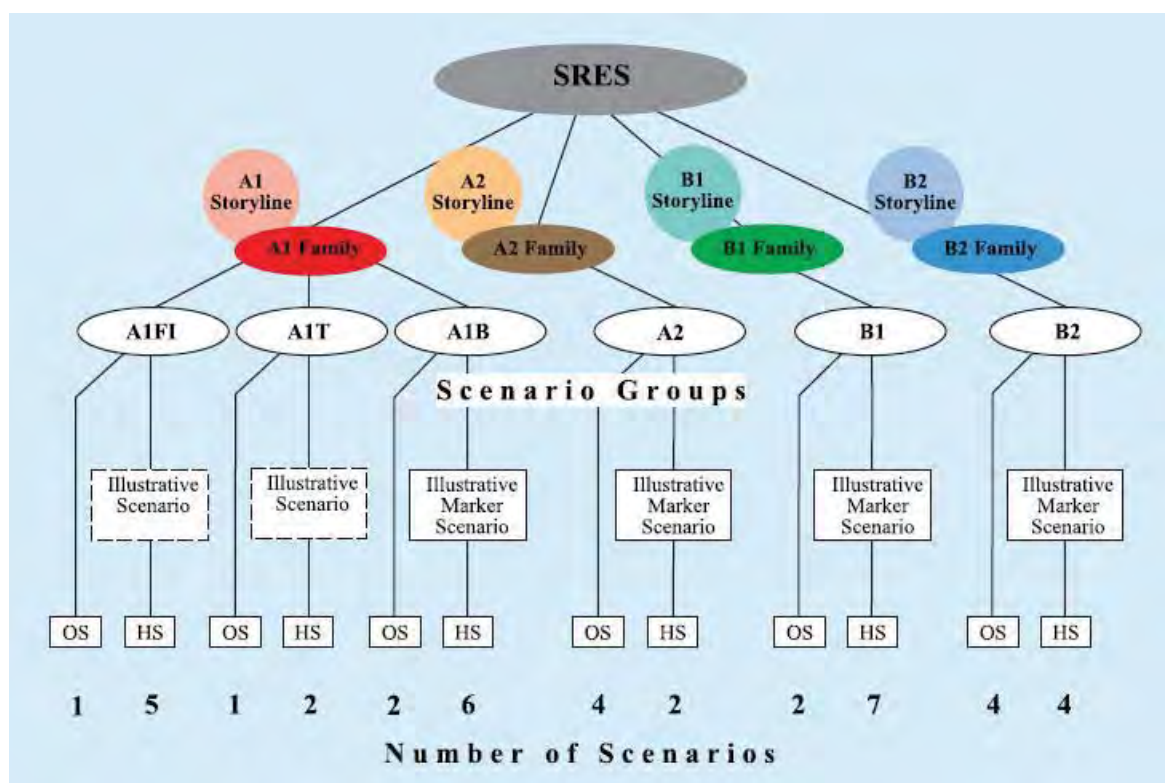 SRES
A1
Storyline
A2
Storyline
B1
Storyline
B2
Storyline
A1 Family
A2 Family
B1 Family
B2 Family
A1FI
A1T
A1B
A2
B1
B2
Scenario Groups
Illustrative
Scenario
Illustrative
Scenario
Illustrative
Marker
Scenario
Illustrative
Marker
Scenario
Illustrative
Marker
Scenario
Illustrative
Marker
Scenario
OS HS OS HS OS HS OS HS OS HS OS HS
1 5 1 2 2 6 4 2 2 7 4 4
Number of Scenarios